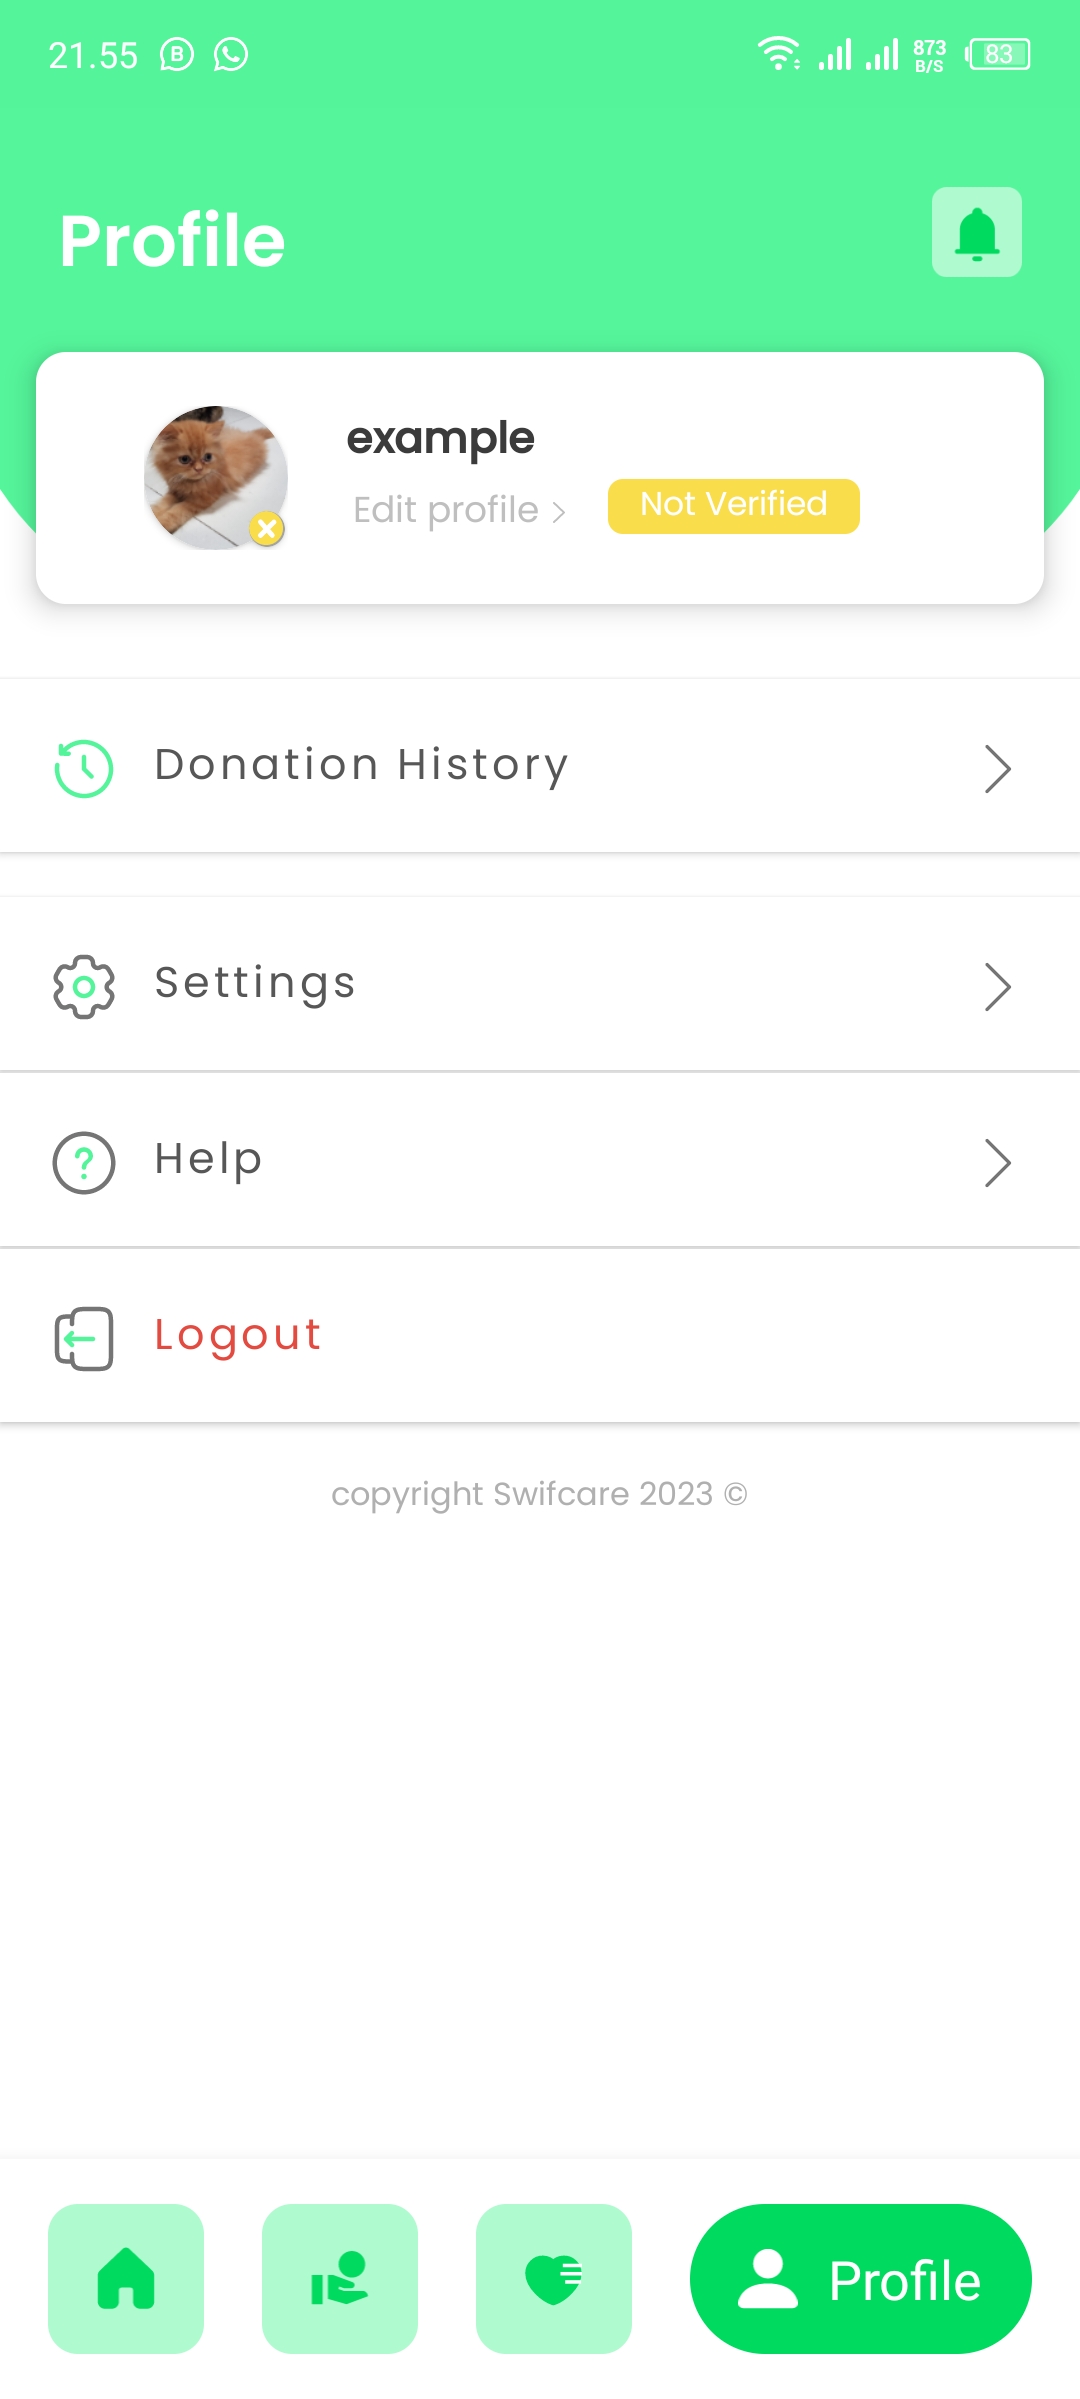 21.55 B 873 B/S 83
Profile
example
Edit profile > Not Verified
Donation History
Settings
Help
Logout
copyright Swifcare 2023 ©
Profile